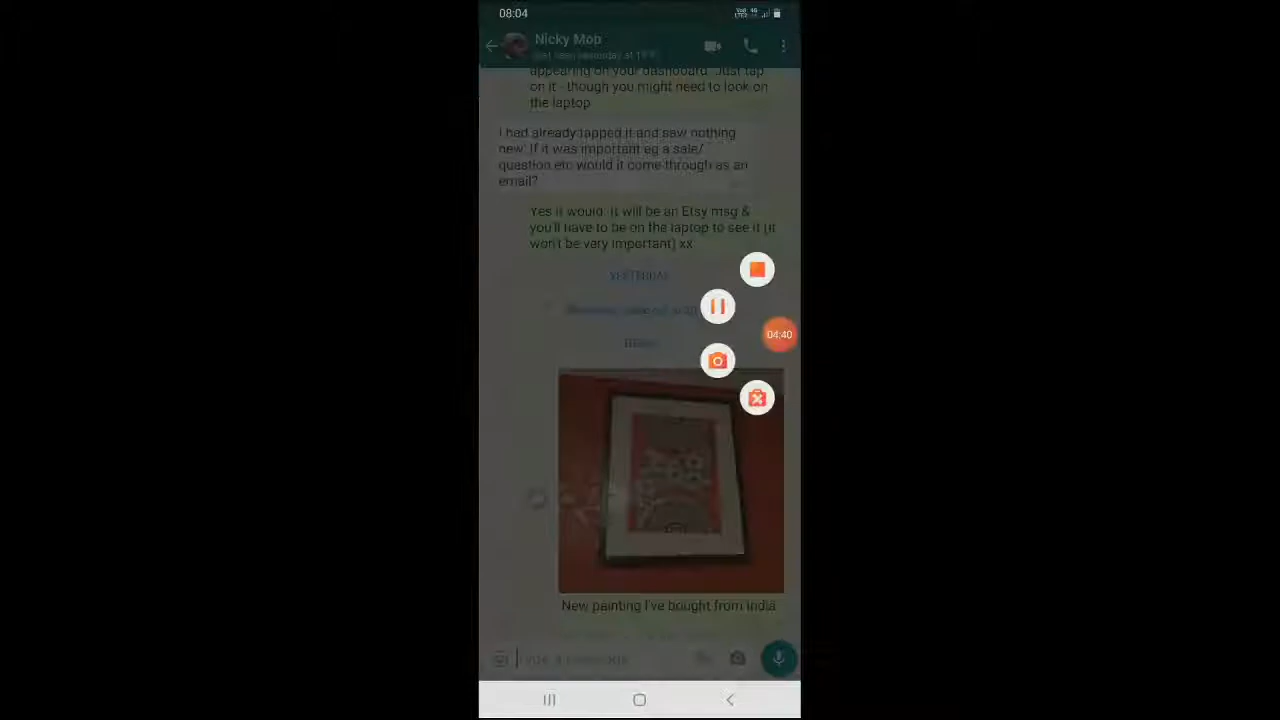 08:04
Nicky Mob
last seen yesterday at
appearing on your dashboard. Just tap
on it - though you might need to look on
the laptop
I had already tapped it and saw nothing
new. If it was important eg a sale/
question etc would it come through as an
email?
Yes it would. It will be an Etsy msg &
you'll have to be on the laptop to see it (it
won't be very important) xx
YESTERDAY
04:40
New painting I've bought from India